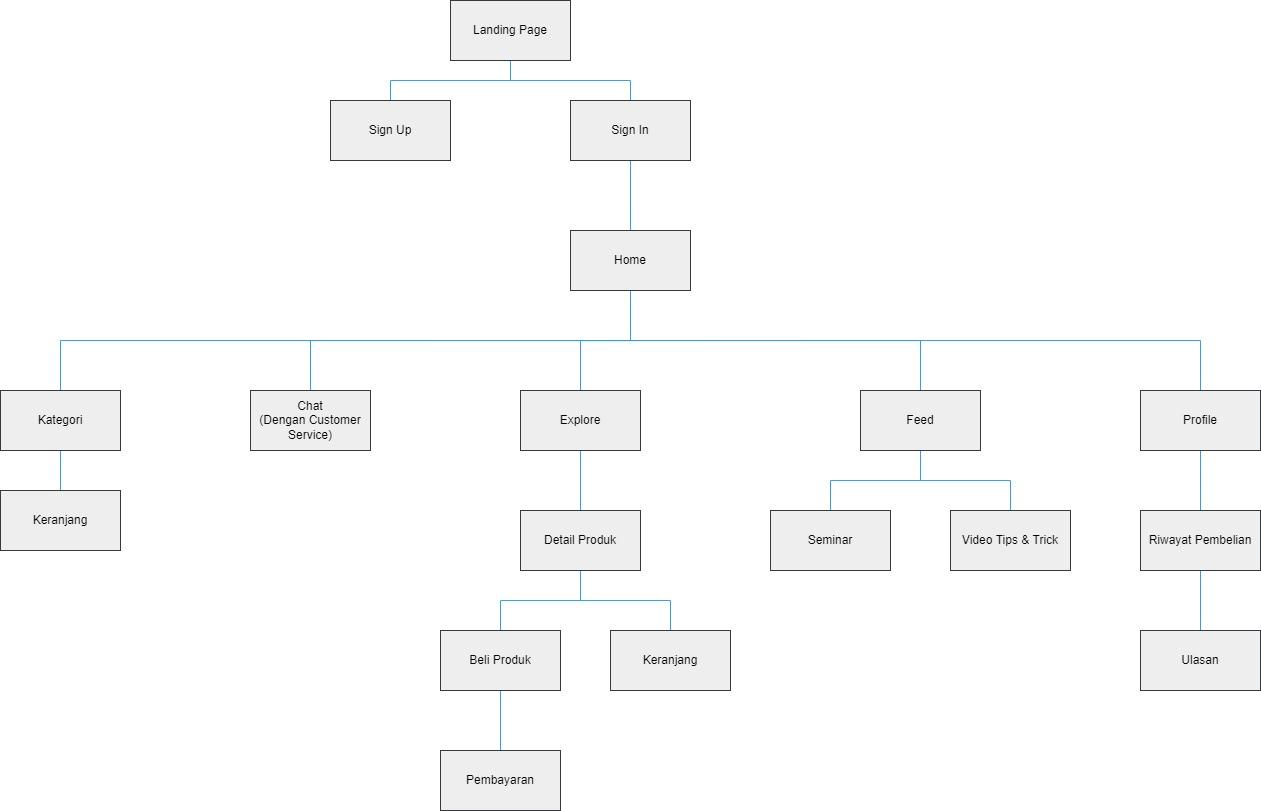 Landing Page
Sign Up
Sign In
Home
Kategori
Chat
(Dengan Customer
Service)
Explore
Feed
Profile
Keranjang
Detail Produk
Seminar
Video Tips & Trick
Riwayat Pembelian
Beli Produk
Keranjang
Ulasan
Pembayaran